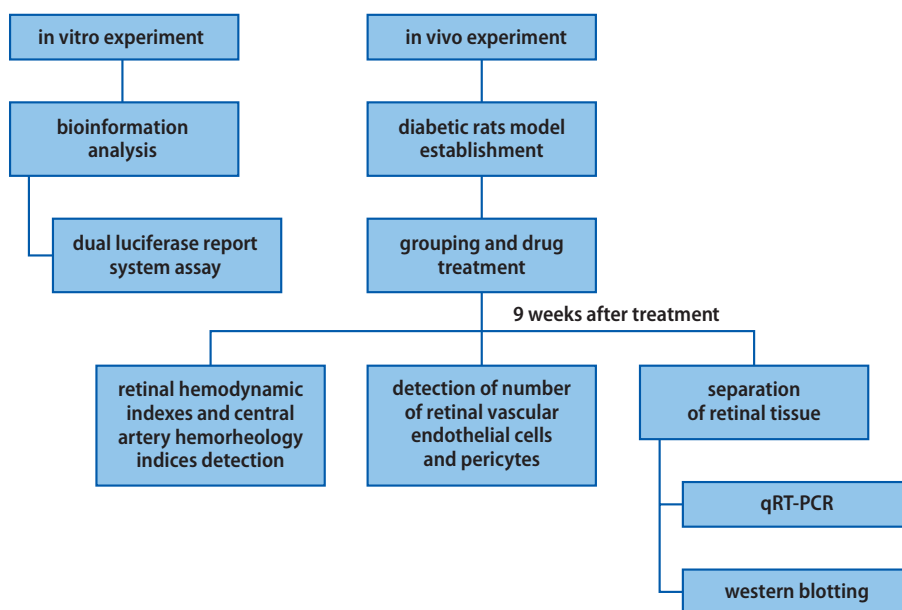 in vitro experiment
bioinformation
analysis
dual luciferase report
system assay
in vivo experiment
diabetic rats model
establishment
grouping and drug
treatment
9 weeks after treatment
retinal hemodynamic
indexes and central
artery hemorheology
indices detection
detection of number
of retinal vascular
endothelial cells
and pericytes
separation
of retinal tissue
qRT-PCR
western blotting